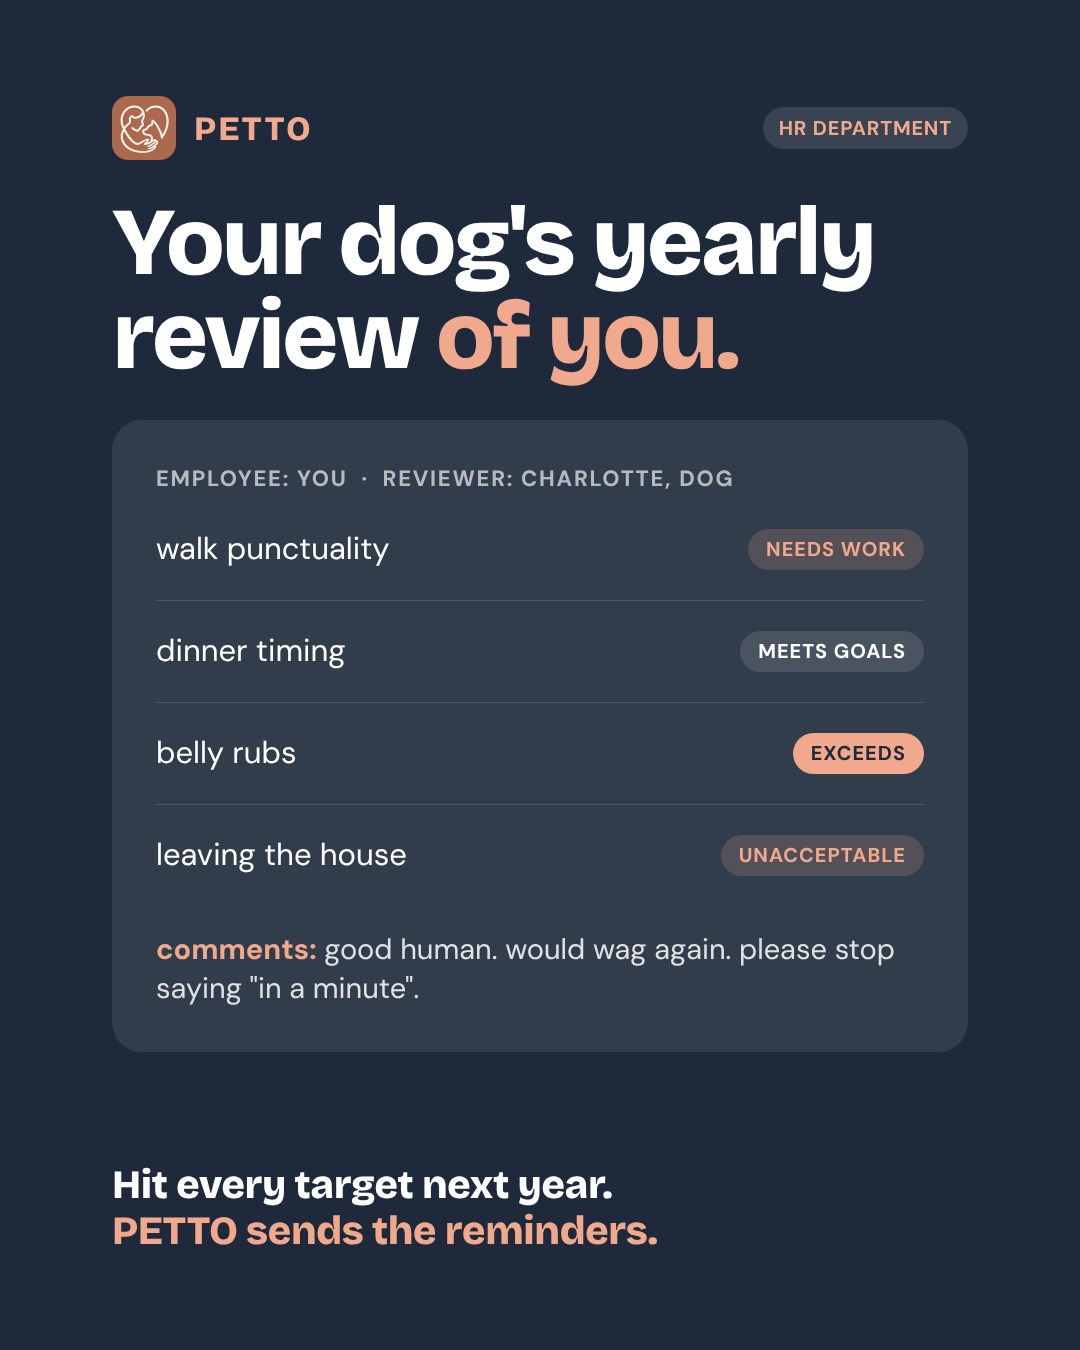 PETTO
HR DEPARTMENT
Your dog's yearly
review of you.
EMPLOYEE: YOU · REVIEWER: CHARLOTTE, DOG
walk punctuality
NEEDS WORK
dinner timing
MEETS GOALS
belly rubs
EXCEEDS
leaving the house
UNACCEPTABLE
comments: good human. would wag again. please stop
saying "in a minute".
Hit every target next year.
PETTO sends the reminders.